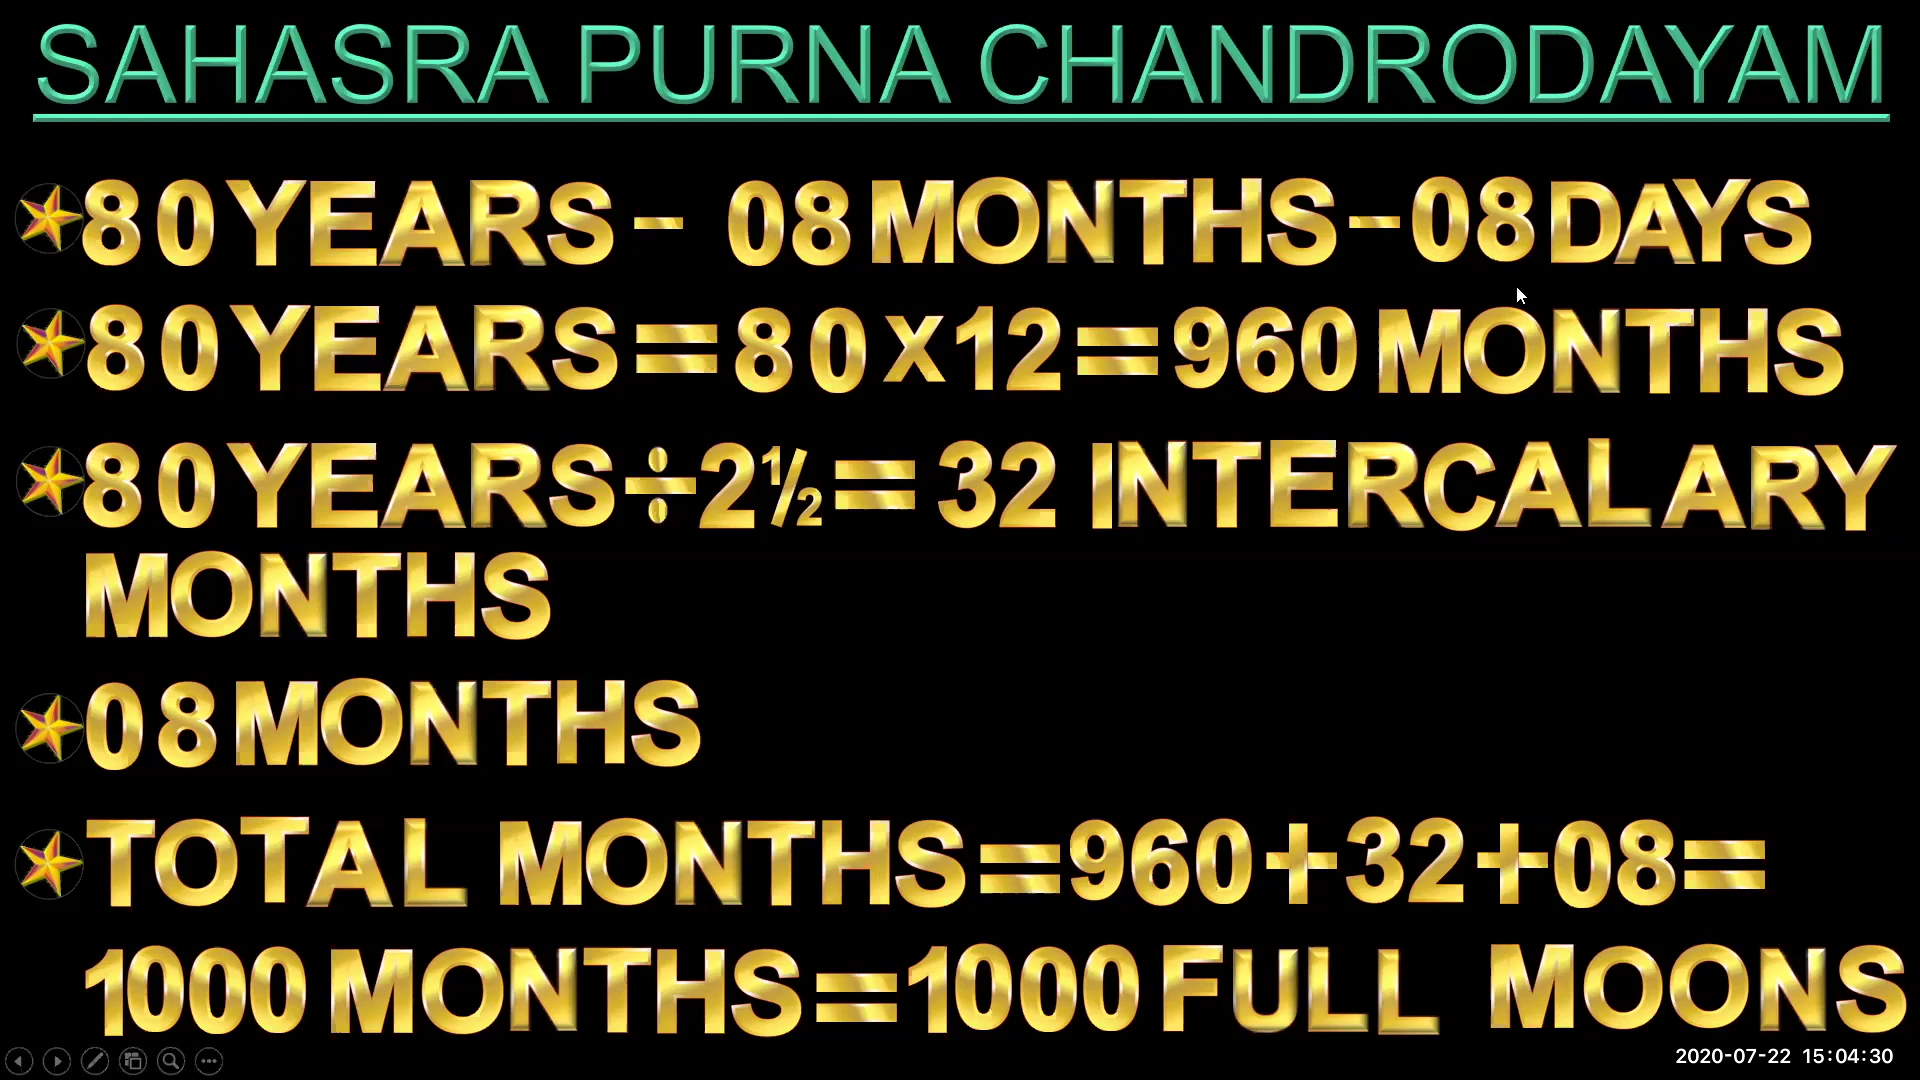 SAHASRA PURNA CHANDRODAYAM
80 YEARS - 08 MONTHS-08 DAYS
80 YEARS=80 x12=960 MONTHS
80 YEARS÷2½= 32 INTERCALARY
MONTHS
08 MONTHS
TOTAL MONTHS=960+32+08=
1000 MONTHS=1000 FULL MOONS
2020-07-22 15:04:30